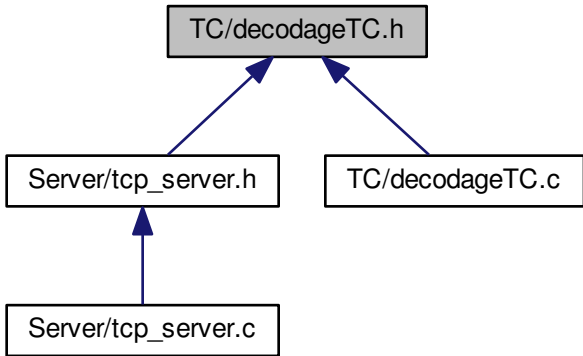 TC/decodageTC.h
Server/tcp_server.h
TC/decodageTC.c
Server/tcp_server.c